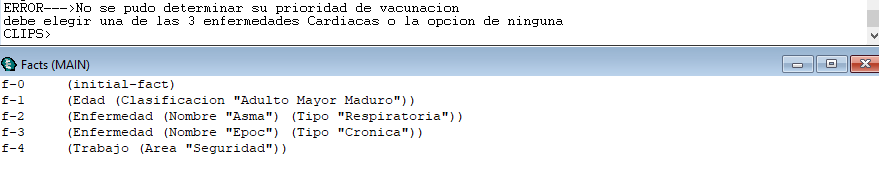 ERROR--->No se pudo determinar su prioridad de vacunacion
debe elegir una de las 3 enfermedades Cardiacas o la opcion de ninguna
CLIPS>
Facts (MAIN)
f-0 (initial-fact)
f-1 (Edad (Clasificacion "Adulto Mayor Maduro"))
f-2 (Enfermedad (Nombre "Asma") (Tipo "Respiratoria"))
f-3 (Enfermedad (Nombre "Epoc") (Tipo "Cronica"))
f-4 (Trabajo (Area "Seguridad"))